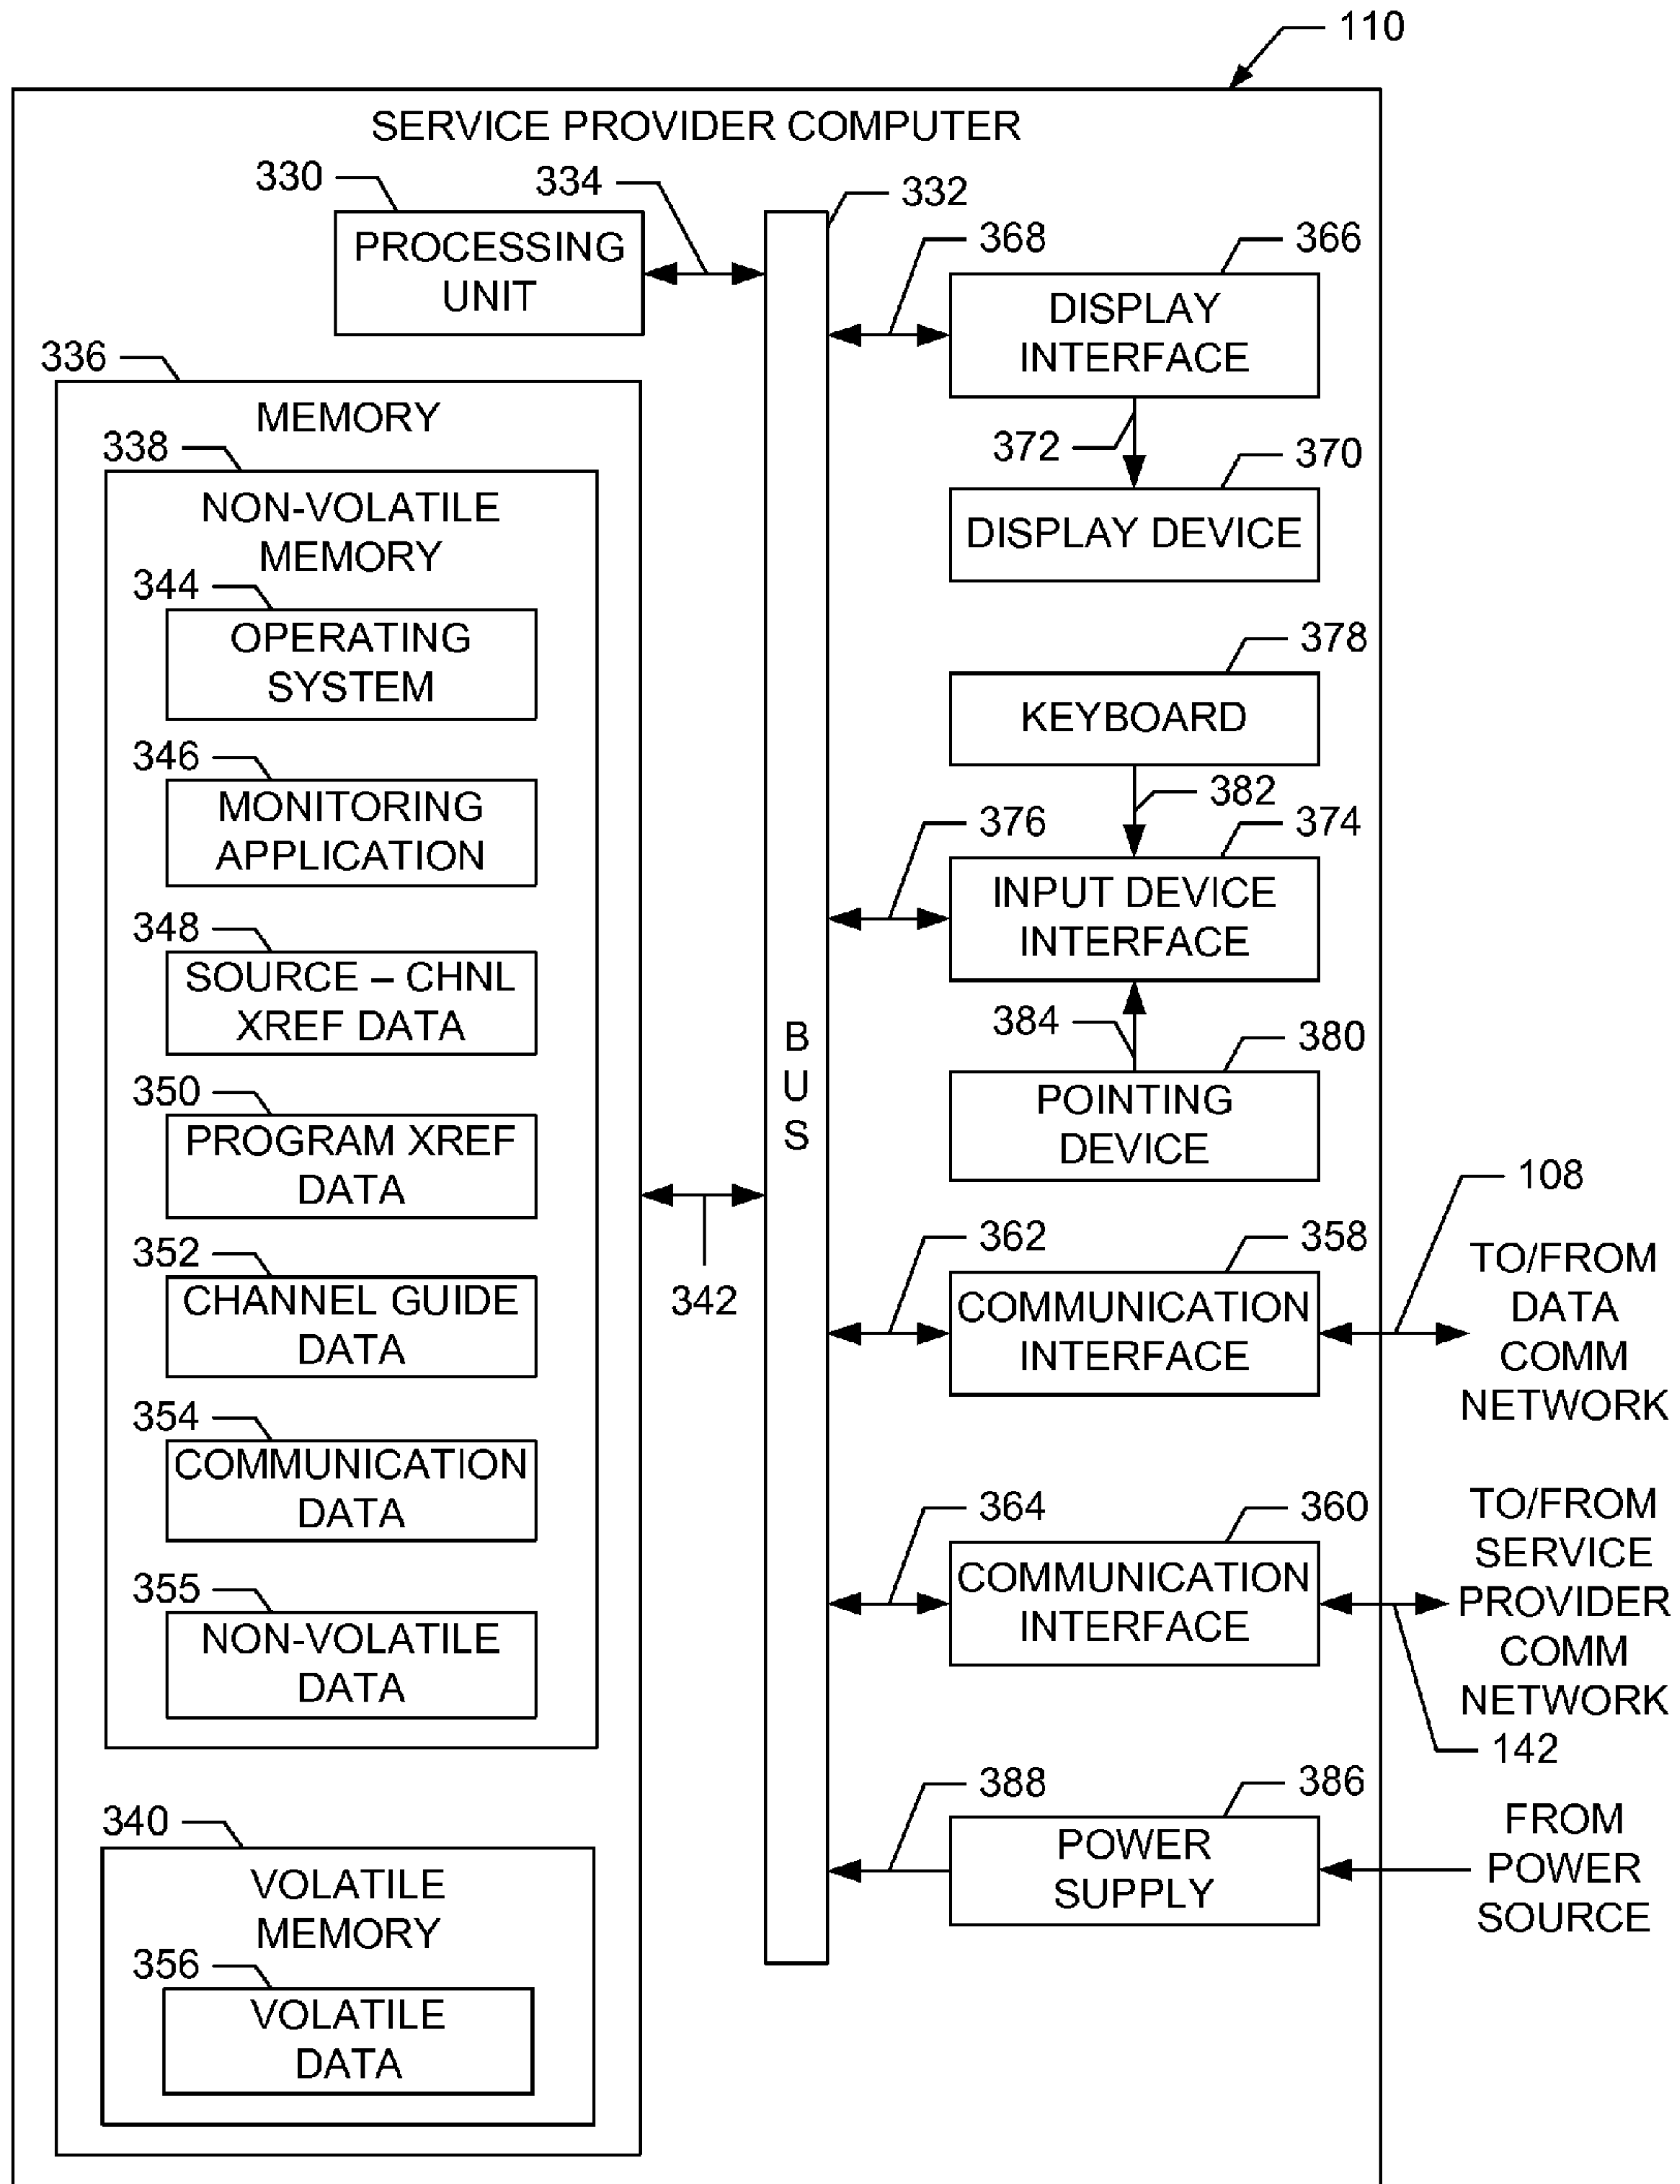 110
SERVICE PROVIDER COMPUTER
330
334
332
PROCESSING
UNIT
368
366
DISPLAY
INTERFACE
336
MEMORY
372
370
DISPLAY DEVICE
338
NON-VOLATILE
MEMORY
344
OPERATING
SYSTEM
378
KEYBOARD
346
MONITORING
APPLICATION
382
376
374
INPUT DEVICE
INTERFACE
348
SOURCE – CHNL
XREF DATA
384
380
B
U
S
POINTING
DEVICE
350
PROGRAM XREF
DATA
108
342
362
358
TO/FROM
DATA
COMM
NETWORK
352
CHANNEL GUIDE
DATA
COMMUNICATION
INTERFACE
354
COMMUNICATION
DATA
364
360
TO/FROM
SERVICE
PROVIDER
COMM
NETWORK
COMMUNICATION
INTERFACE
355
NON-VOLATILE
DATA
142
388
386
340
VOLATILE
MEMORY
POWER
SUPPLY
FROM
POWER
SOURCE
356
VOLATILE
DATA